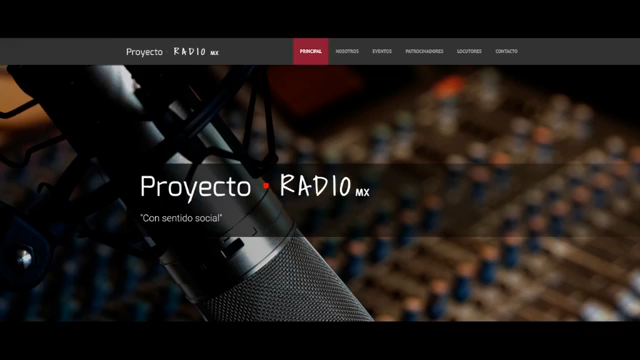 Proyecto · RADIO MX
PRINCIPAL NOSOTROS EVENTOS PATROCINADORES LOCUTORES CONTACTO
Proyecto • RADIO MX
"Con sentido social"